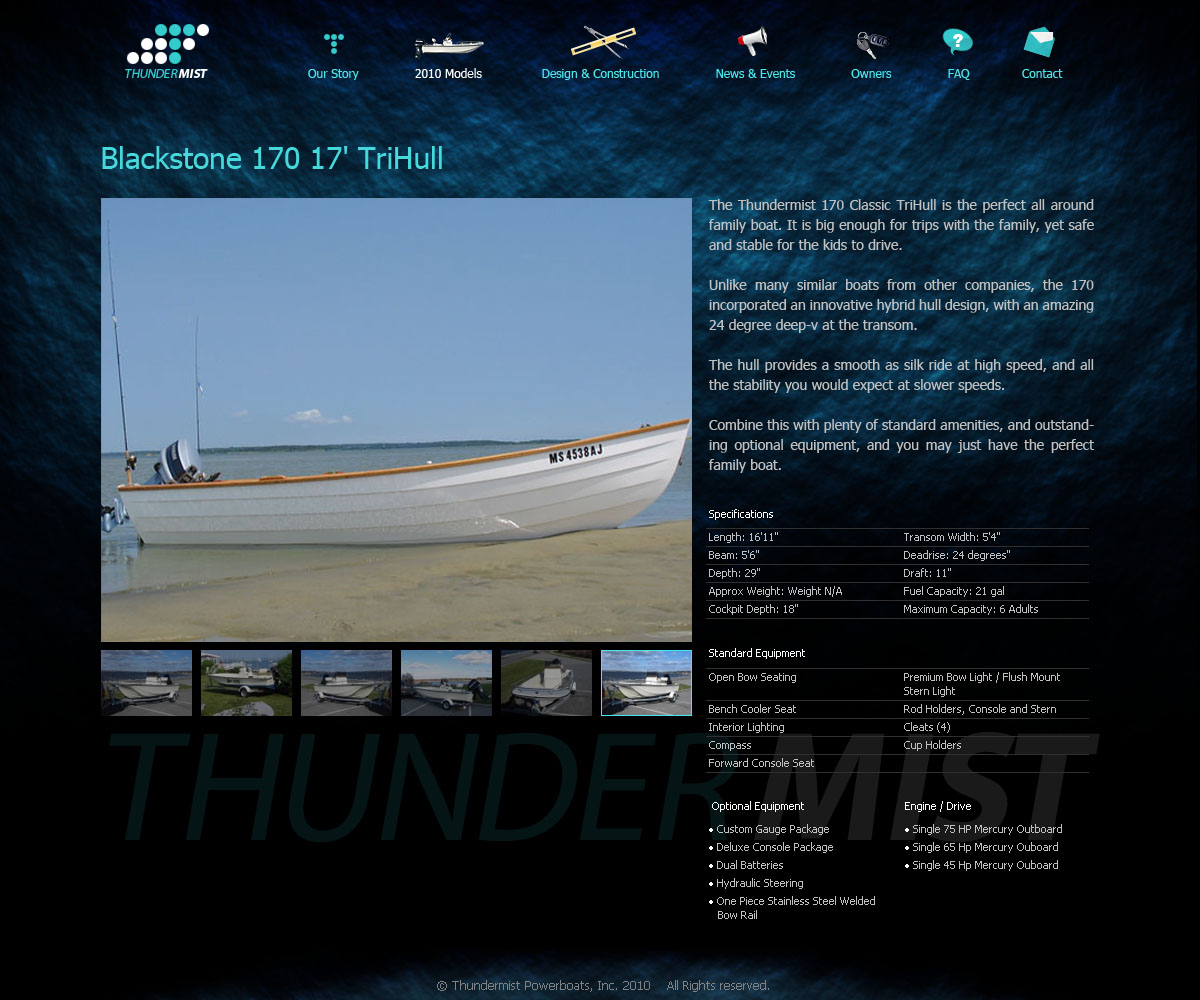 THUNDERMIST
Our Story
2010 Models
Design & Construction
News & Events
Owners
FAQ
Contact
Blackstone 170 17' TriHull
The Thundermist 170 Classic TriHull is the perfect all around
family boat. It is big enough for trips with the family, yet safe
and stable for the kids to drive.
Unlike many similar boats from other companies, the 170
incorporated an innovative hybrid hull design, with an amazing
24 degree deep-v at the transom.
The hull provides a smooth as silk ride at high speed, and all
the stability you would expect at slower speeds.
Combine this with plenty of standard amenities, and outstand-
ing optional equipment, and you may just have the perfect
family boat.
MS 4538 AJ
Specifications
Length: 16'11" Transom Width: 5'4"
Beam: 5'6" Deadrise: 24 degrees"
Depth: 29" Draft: 11"
Approx Weight: Weight N/A Fuel Capacity: 21 gal
Cockpit Depth: 18" Maximum Capacity: 6 Adults
Standard Equipment
Open Bow Seating Premium Bow Light / Flush Mount
Stern Light
Bench Cooler Seat Rod Holders, Console and Stern
Interior Lighting Cleats (4)
Compass Cup Holders
Forward Console Seat
THUNDERMIST
Optional Equipment
• Custom Gauge Package
• Deluxe Console Package
• Dual Batteries
• Hydraulic Steering
• One Piece Stainless Steel Welded
Bow Rail
Engine / Drive
• Single 75 HP Mercury Outboard
• Single 65 Hp Mercury Ouboard
• Single 45 Hp Mercury Ouboard
© Thundermist Powerboats, Inc. 2010 All Rights reserved.